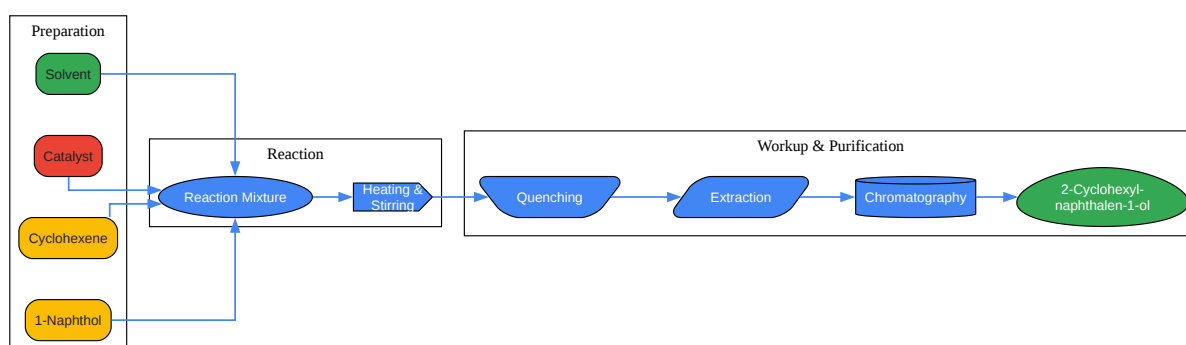 Preparation
Solvent
Catalyst
Cyclohexene
1-Naphthol
Reaction
Reaction Mixture
Heating &
Stirring
Workup & Purification
Quenching
Extraction
Chromatography
2-Cyclohexyl-
naphthalen-1-ol